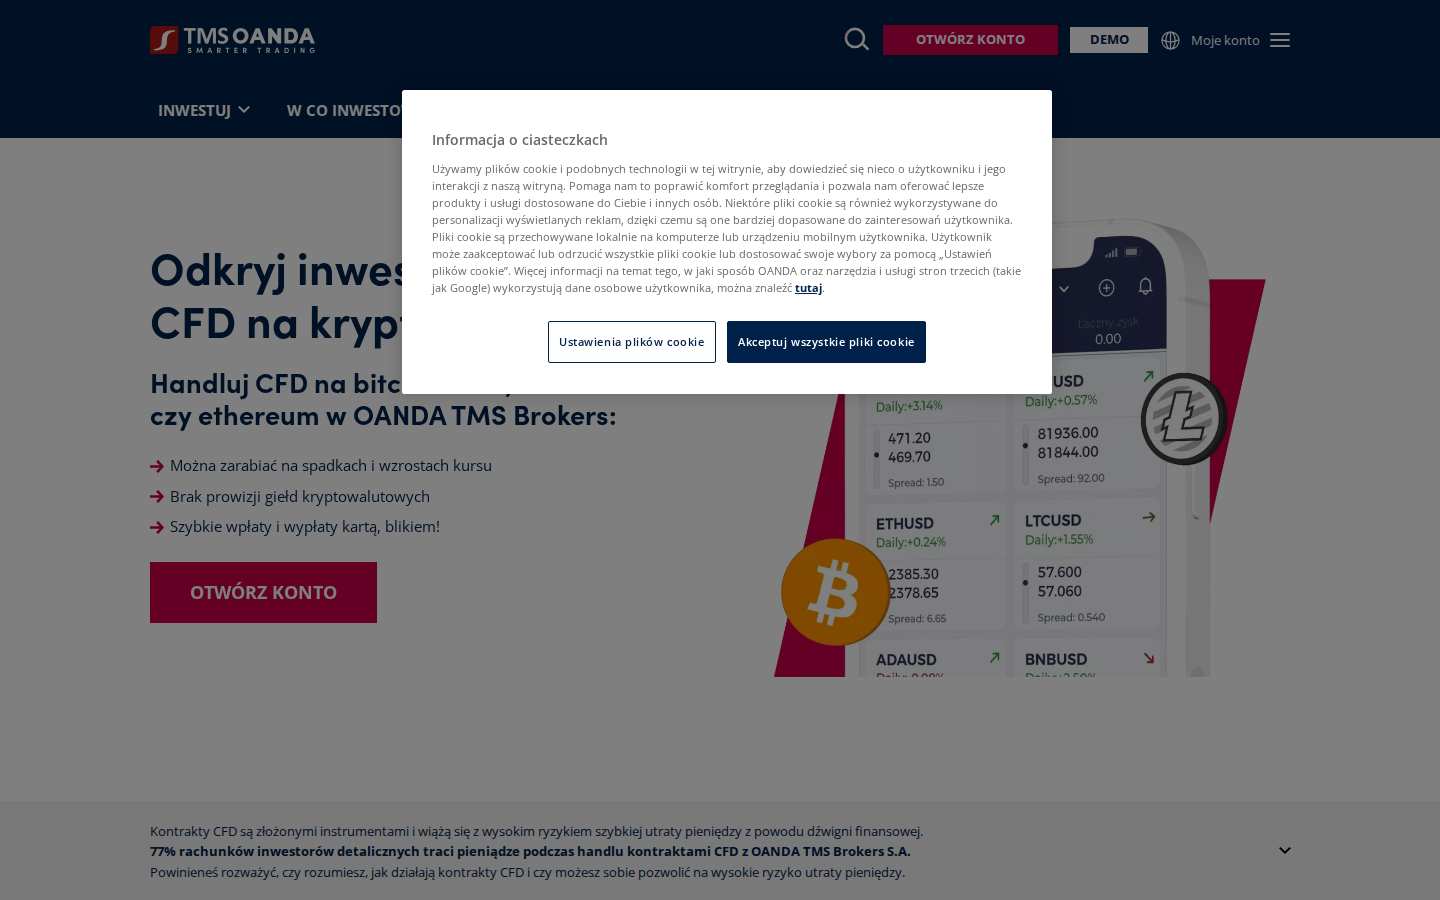 TMS OANDA
SMARTER TRADING
OTWÓRZ KONTO
DEMO
Moje konto
INWESTUJ
W CO INWESTO
Informacja o ciasteczkach
Używamy plików cookie i podobnych technologii w tej witrynie, aby dowiedzieć się nieco o użytkowniku i jego
interakcji z naszą witryną. Pomaga nam to poprawić komfort przeglądania i pozwala nam oferować lepsze
produkty i usługi dostosowane do Ciebie i innych osób. Niektóre pliki cookie są również wykorzystywane do
personalizacji wyświetlanych reklam, dzięki czemu są one bardziej dopasowane do zainteresowań użytkownika.
Pliki cookie są przechowywane lokalnie na komputerze lub urządzeniu mobilnym użytkownika. Użytkownik
może zaakceptować lub odrzucić wszystkie pliki cookie lub dostosować swoje wybory za pomocą „Ustawień
plików cookie”. Więcej informacji na temat tego, w jaki sposób OANDA oraz narzędzia i usługi stron trzecich (takie
jak Google) wykorzystują dane osobowe użytkownika, można znaleźć tutaj.
Ustawienia plików cookie
Akceptuj wszystkie pliki cookie
Odkryj inwes
CFD na krypt
Handluj CFD na bitc
czy ethereum w OANDA TMS Brokers:
Można zarabiać na spadkach i wzrostach kursu
Brak prowizji giełd kryptowalutowych
Szybkie wpłaty i wypłaty kartą, blikiem!
OTWÓRZ KONTO
Łączny zysk
0.00
USD
Daily:+3.14%
Daily:+0.57%
471.20
469.70
Spread: 1.50
81936.00
81844.00
Spread: 92.00
ETHUSD
Daily:+0.24%
LTCUSD
Daily:+1.55%
2385.30
2378.65
Spread: 6.65
57.600
57.060
Spread: 0.540
ADAUSD
BNBUSD
Kontrakty CFD są złożonymi instrumentami i wiążą się z wysokim ryzykiem szybkiej utraty pieniędzy z powodu dźwigni finansowej.
77% rachunków inwestorów detalicznych traci pieniądze podczas handlu kontraktami CFD z OANDA TMS Brokers S.A.
Powinieneś rozważyć, czy rozumiesz, jak działają kontrakty CFD i czy możesz sobie pozwolić na wysokie ryzyko utraty pieniędzy.